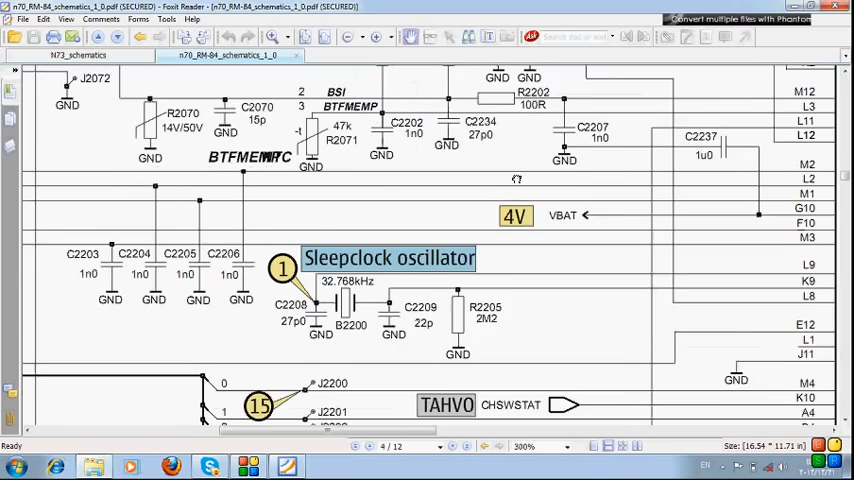 n70_RM-84_schematics_1_0.pdf (SECURED) - Foxit Reader - [n70_RM-84_schematics_1_0.pdf (SECURED)]
File Edit View Comments Forms Tools Help
Convert multiple files with Phantom
Ask
N73_schematics n70_RM-84_schematics_1_0
J2072
GND
GND GND
2 BSI
R2202
100R
M12
3 BTFMEMP
L3
R2070
14V/50V
C2070
15p
GND
-t
47k
R2071
GND
C2202
1n0
GND
C2234
27p0
GND
C2207
1n0
GND
C2237
1u0
L11
L12
GND
M2
L2
M1
4V VBAT
G10
F10
M3
C2203
1n0
GND
C2204
1n0
GND
C2205
1n0
GND
C2206
1n0
GND
1
Sleepclock oscillator
32.768kHz
L9
K9
L8
C2208
27p0
GND
B2200
C2209
22p
GND
R2205
2M2
GND
E12
L1
J11
GND
0 J2200
M4
15
TAHVO CHSWSTAT
K10
1 J2201
A4
Ready
4 / 12
300%
Size: [16.54 * 11.71 in]
EN